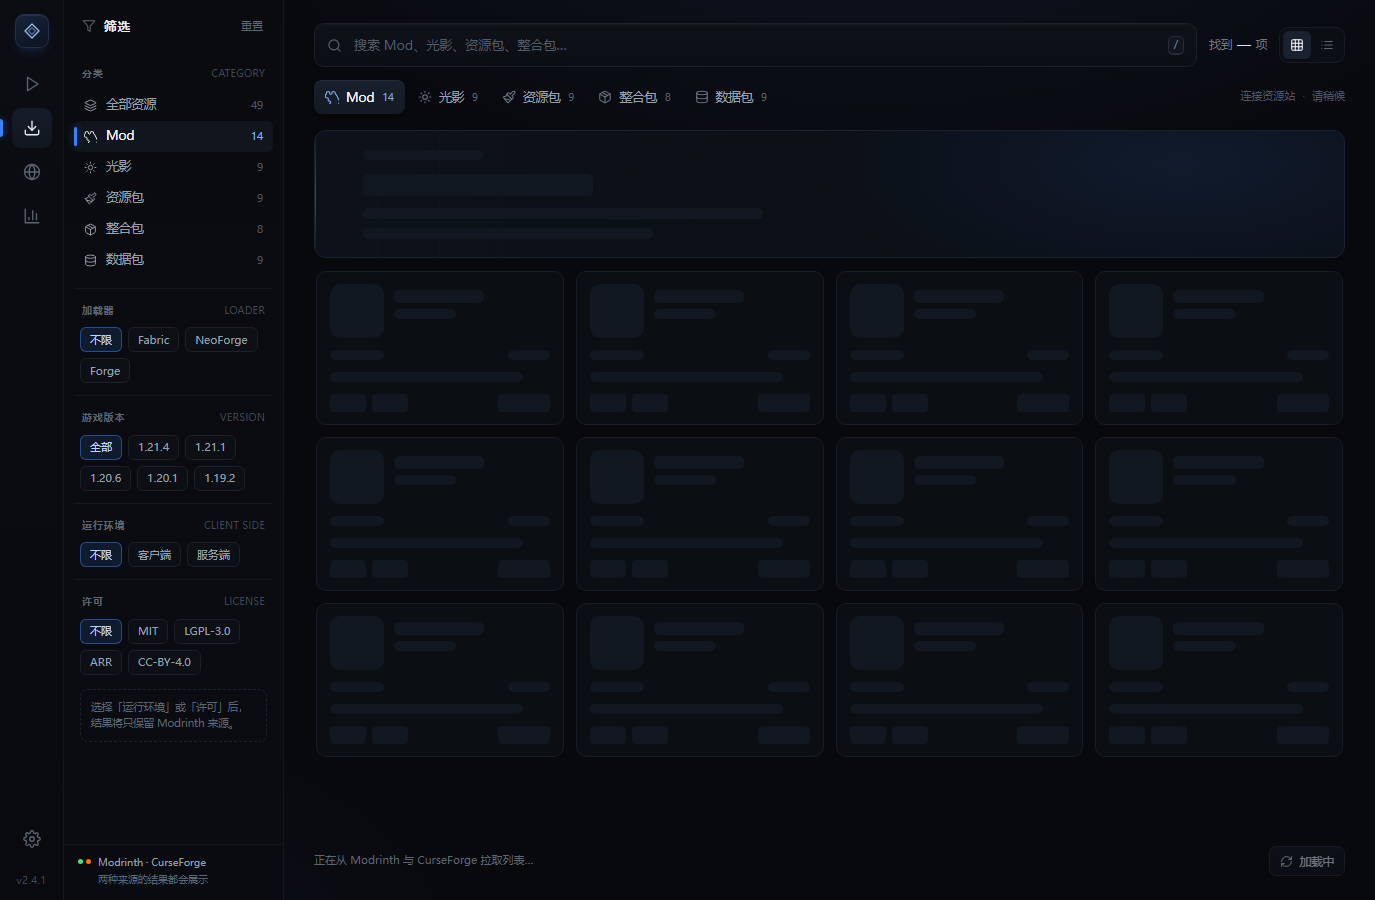 筛选
重置
分类 CATEGORY
全部资源 49
Mod 14
光影 9
资源包 9
整合包 8
数据包 9
加载器 LOADER
不限 Fabric NeoForge
Forge
游戏版本 VERSION
全部 1.21.4 1.21.1
1.20.6 1.20.1 1.19.2
运行环境 CLIENT SIDE
不限 客户端 服务端
许可 LICENSE
不限 MIT LGPL-3.0
ARR CC-BY-4.0
选择「运行环境」或「许可」后，
结果将只保留 Modrinth 来源。
Modrinth · CurseForge
两种来源的结果都会展示
v2.4.1
搜索 Mod、光影、资源包、整合包... /
找到 — 项
Mod 14 光影 9 资源包 9 整合包 8 数据包 9
连接资源站 · 请稍候
正在从 Modrinth 与 CurseForge 拉取列表...
加载中